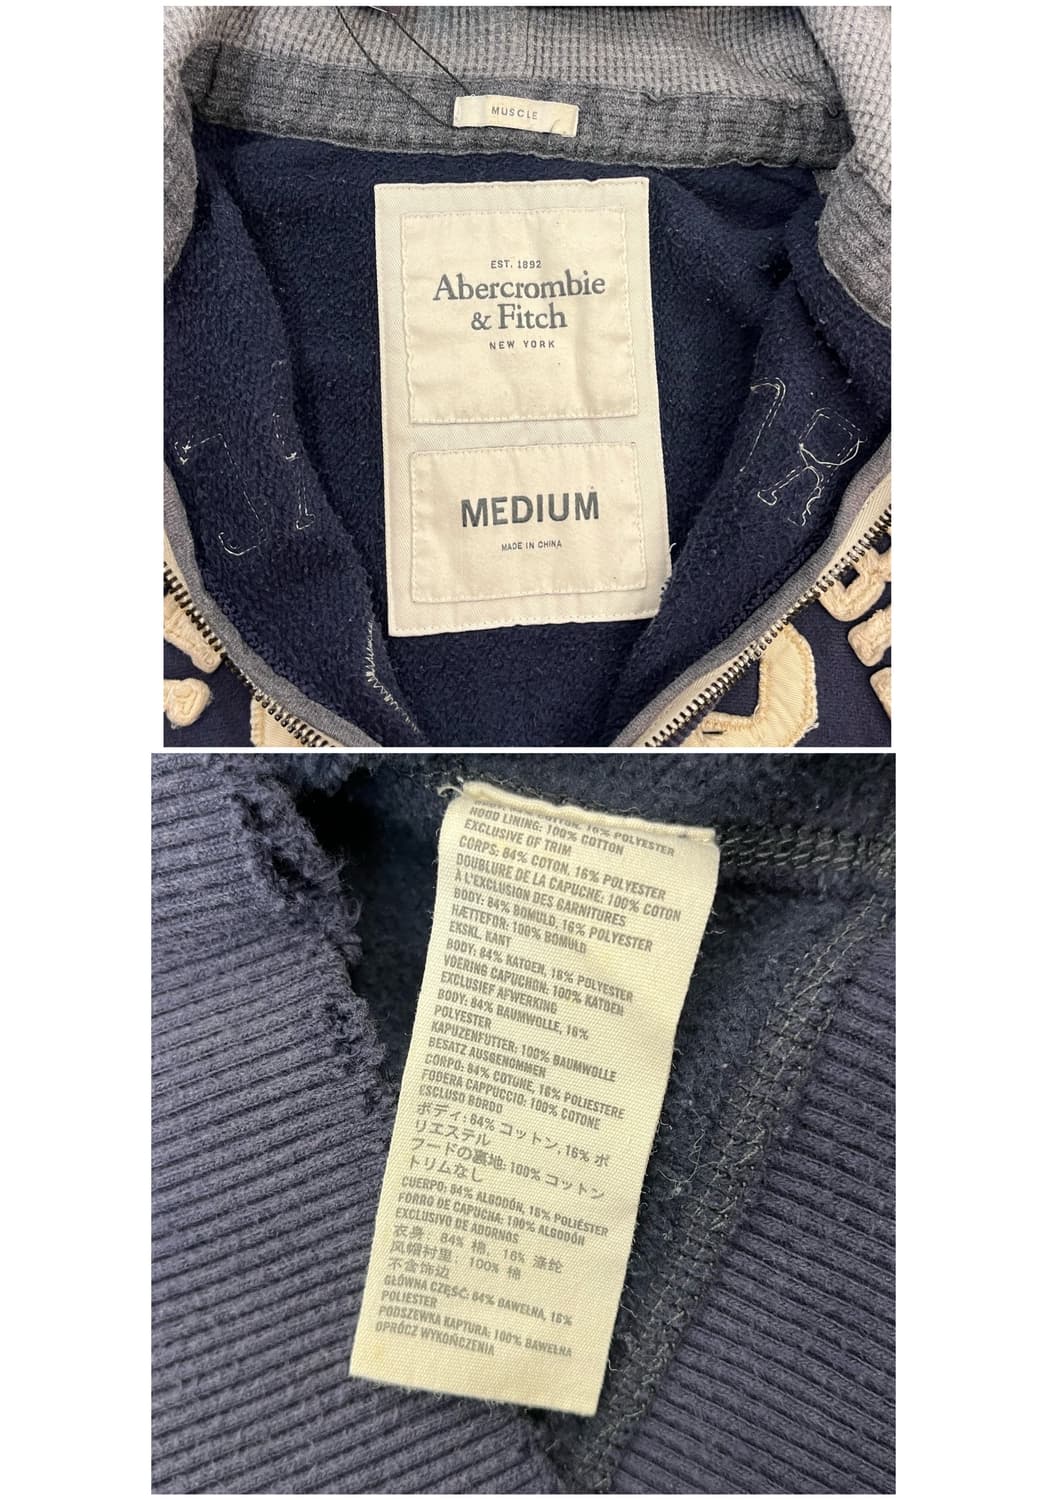 MUSCLE
EST. 1892
Abercrombie
& Fitch
NEW YORK
MEDIUM
MADE IN CHINA
COTTON, 16% POLYESTER
HOOD LINING: 100% COTTON
EXCLUSIVE OF TRIM
CORPS: 84% COTON, 16% POLYESTER
DOUBLURE DE LA CAPUCHE: 100% COTON
À L'EXCLUSION DES GARNITURES
BODY: 84% BOMULD, 16% POLYESTER
HÆTTEFOR: 100% BOMULD
EKSKL. KANT
BODY: 84% KATOEN, 16% POLYESTER
VOERING CAPUCHON: 100% KATOEN
EXCLUSIEF AFWERKING
BODY: 84% BAUMWOLLE, 16%
POLYESTER
KAPUZENFUTTER: 100% BAUMWOLLE
BESATZ AUSGENOMMEN
CORPO: 84% COTONE, 16% POLIESTERE
FODERA CAPPUCCIO: 100% COTONE
ESCLUSO BORDO
ボディ: 84% コットン, 16% ポ
リエステル
フードの裏地: 100% コットン
トリムなし
CUERPO: 84% ALGODÓN, 16% POLIÉSTER
FORRO DE CAPUCHA: 100% ALGODÓN
EXCLUSIVO DE ADORNOS
衣身: 84% 棉, 16% 涤纶
风帽衬里: 100% 棉
不含饰边
GŁÓWNA CZĘŚĆ: 84% BAWEŁNA, 16%
POLIESTER
PODSZEWKA KAPTURA: 100% BAWEŁNA
OPRÓCZ WYKOŃCZENIA